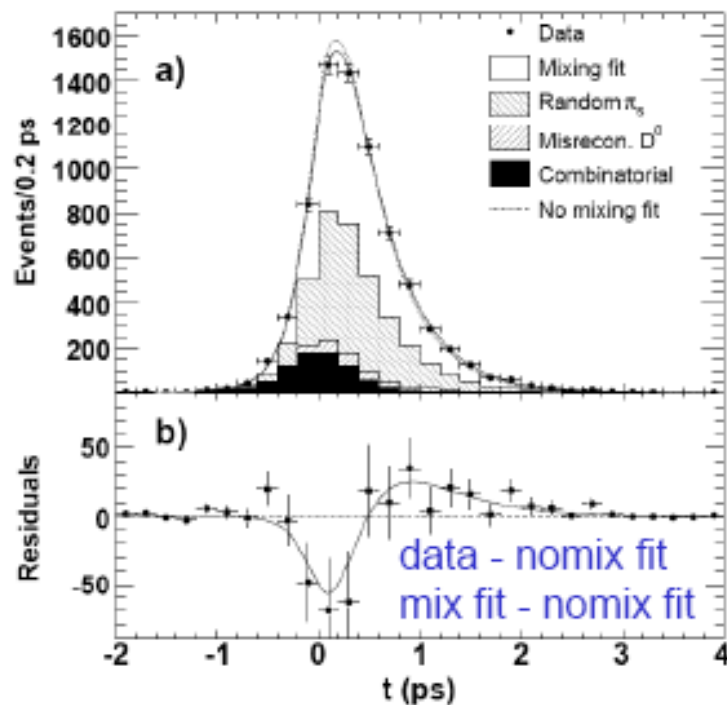 a)
Data
Mixing fit
Random πs
Misrecon. D⁰
Combinatorial
No mixing fit
Events/0.2 ps
1600
1400
1200
1000
800
600
400
200
b)
Residuals
50
0
-50
data - nomix fit
mix fit - nomix fit
-2 -1 0 1 2 3 4
t (ps)